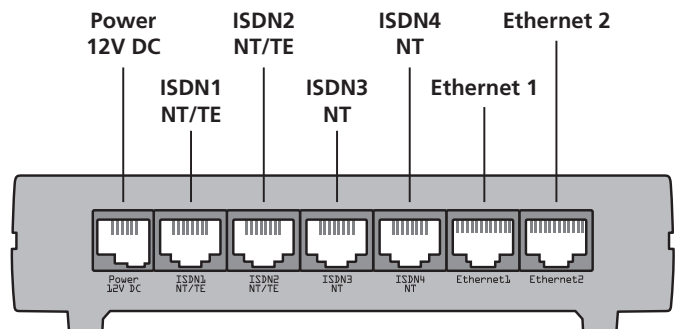 Power
12V DC
ISDN2
NT/TE
ISDN4
NT
Ethernet 2
ISDN1
NT/TE
ISDN3
NT
Ethernet 1
Power
12V DC
ISDN1
NT/TE
ISDN2
NT/TE
ISDN3
NT
ISDN4
NT
Ethernet1
Ethernet2